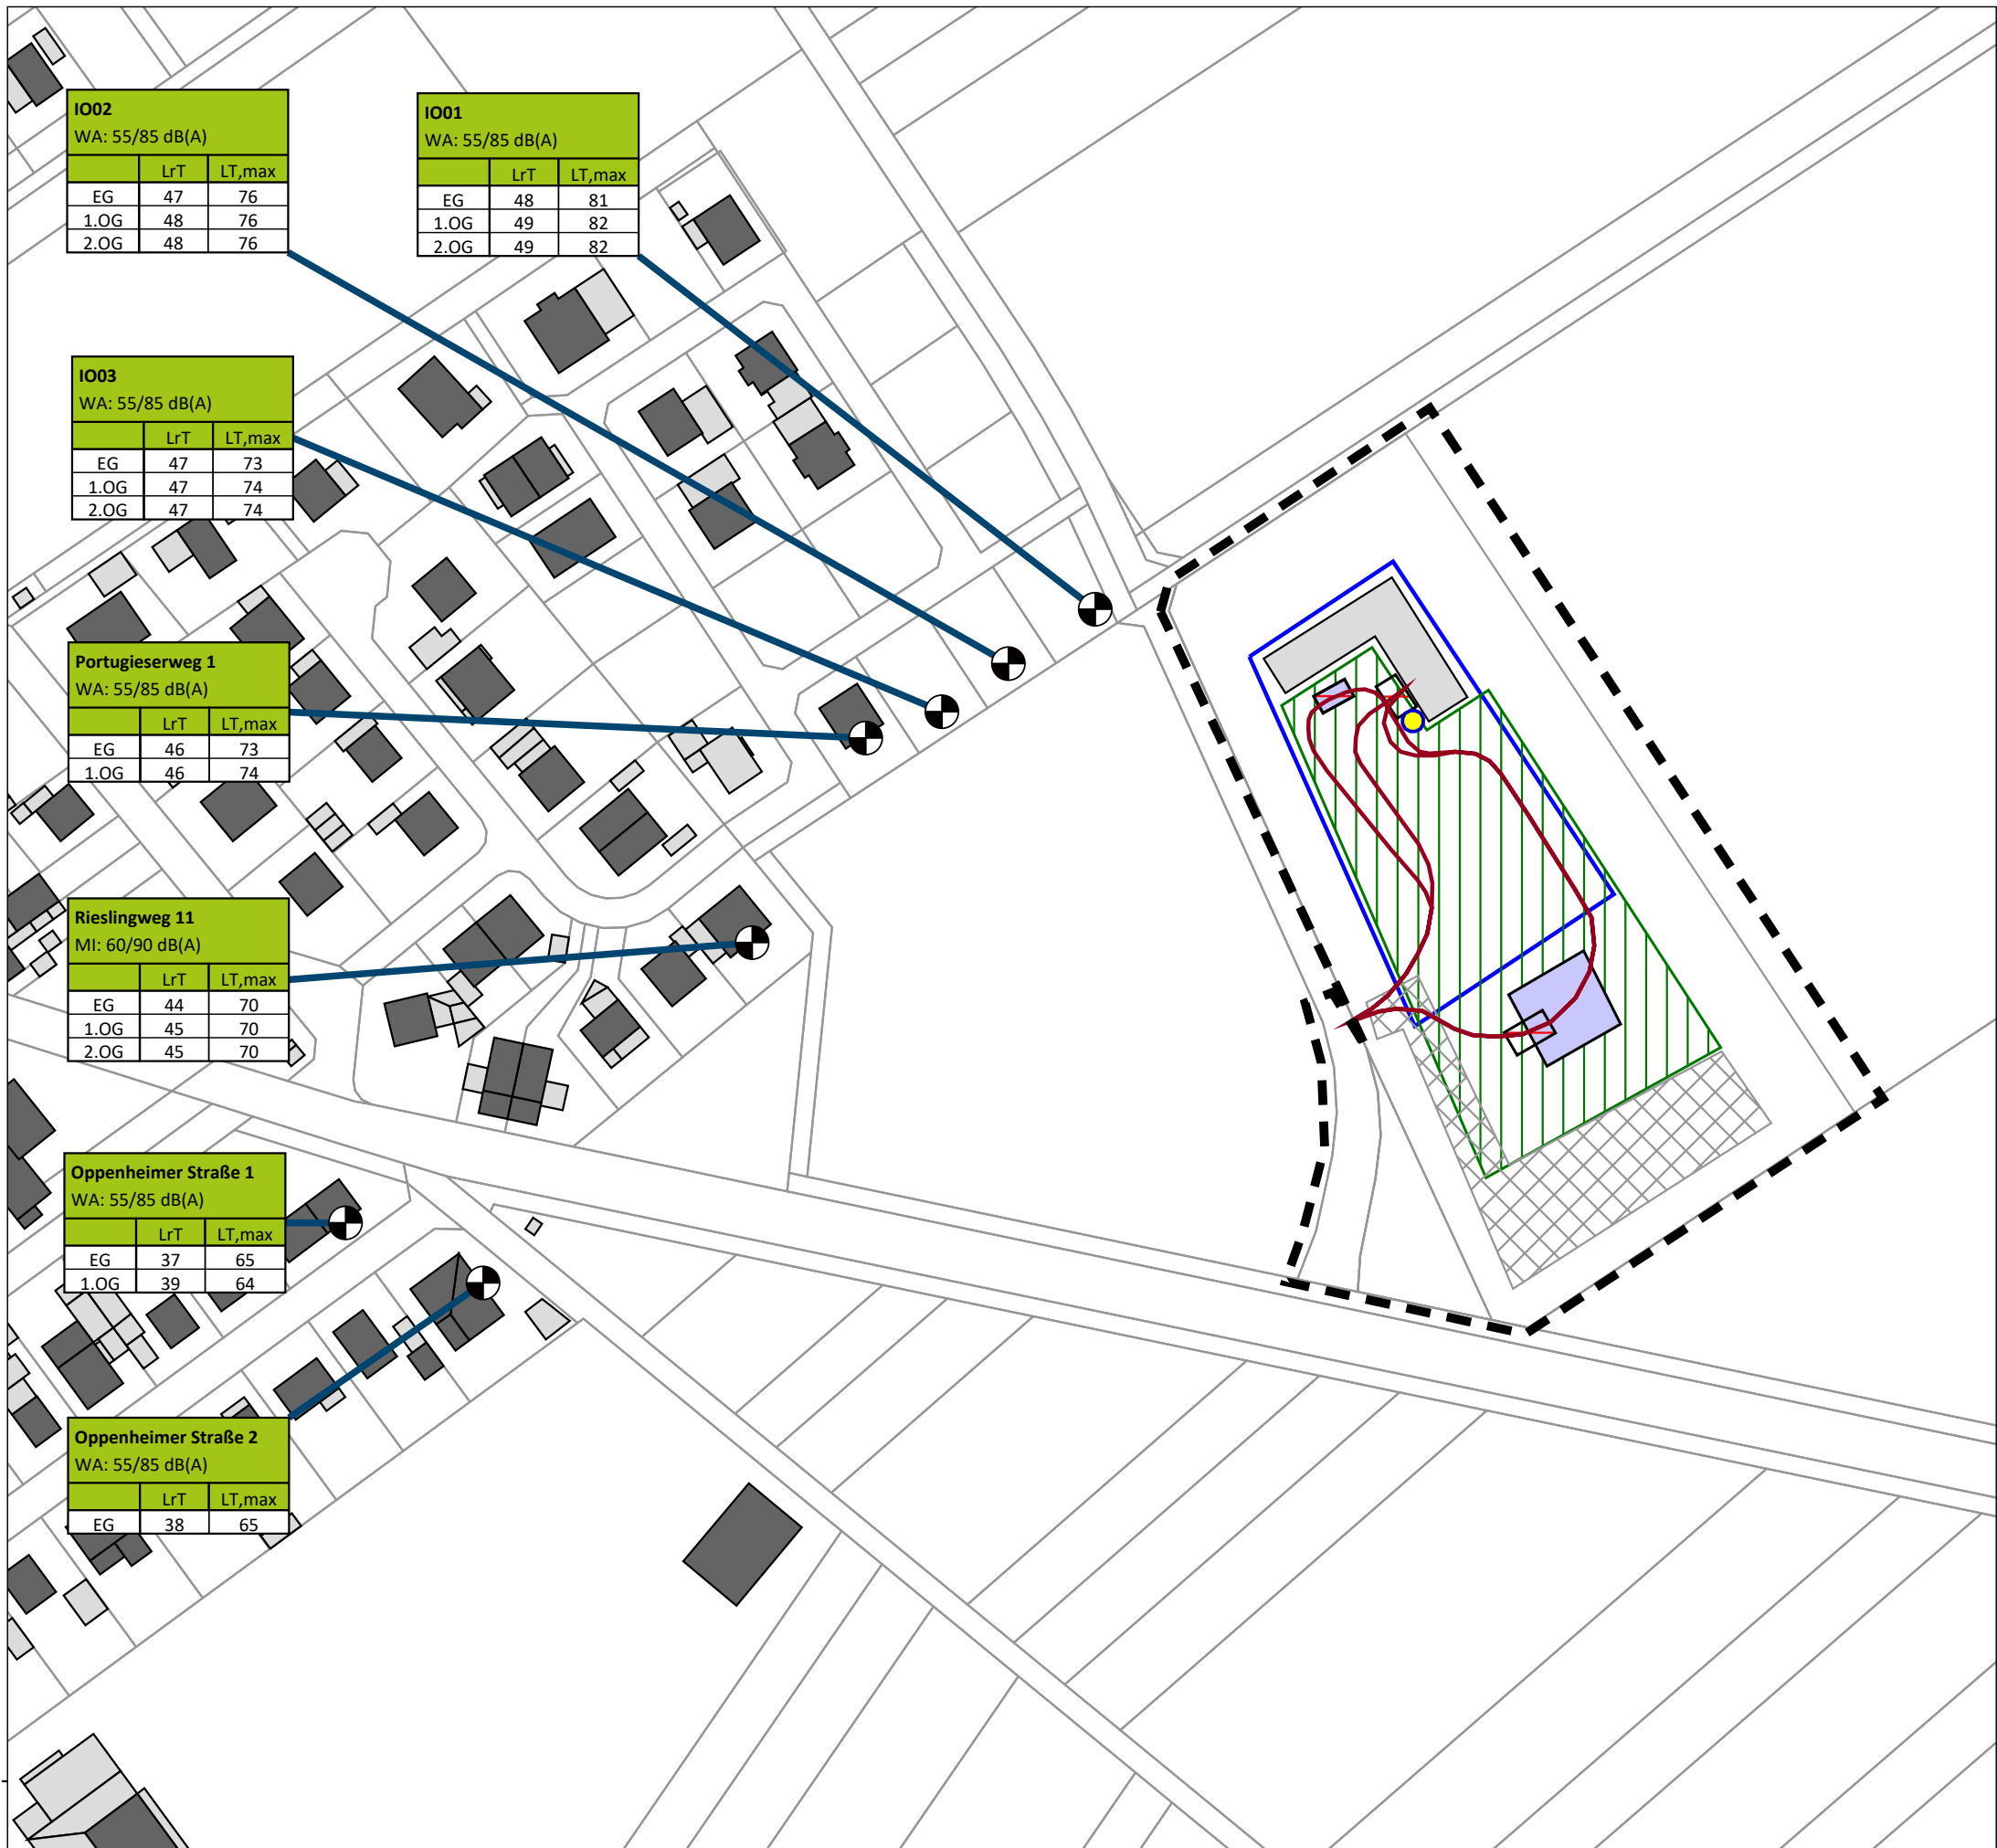 IO02
WA: 55/85 dB(A)
LrT LT,max
EG 47 76
1.OG 48 76
2.OG 48 76
IO01
WA: 55/85 dB(A)
LrT LT,max
EG 48 81
1.OG 49 82
2.OG 49 82
IO03
WA: 55/85 dB(A)
LrT LT,max
EG 47 73
1.OG 47 74
2.OG 47 74
Portugieserweg 1
WA: 55/85 dB(A)
LrT LT,max
EG 46 73
1.OG 46 74
Rieslingweg 11
MI: 60/90 dB(A)
LrT LT,max
EG 44 70
1.OG 45 70
2.OG 45 70
Oppenheimer Straße 1
WA: 55/85 dB(A)
LrT LT,max
EG 37 65
1.OG 39 64
Oppenheimer Straße 2
WA: 55/85 dB(A)
LrT LT,max
EG 38 65